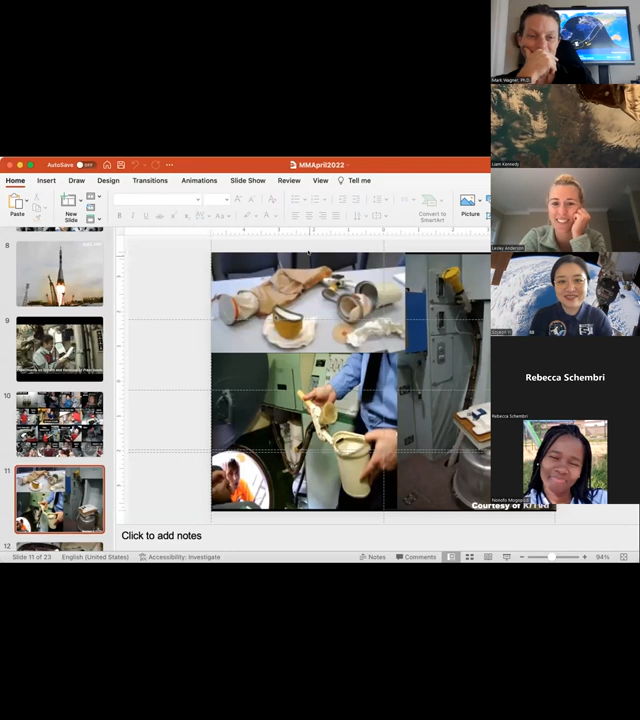 Mark Wagner, Ph.D.
Liam Kennedy
AutoSave OFF
MMApril2022
Home Insert Draw Design Transitions Animations Slide Show Review View Tell me
Paste
New
Slide
Convert to
SmartArt
Picture
Lesley Anderson
8
9
10
11
12
Rebecca Schembri
Rebecca Schembri
Courtesy of
Click to add notes
Slide 11 of 23 English (United States) Accessibility: Investigate Notes Comments 94%